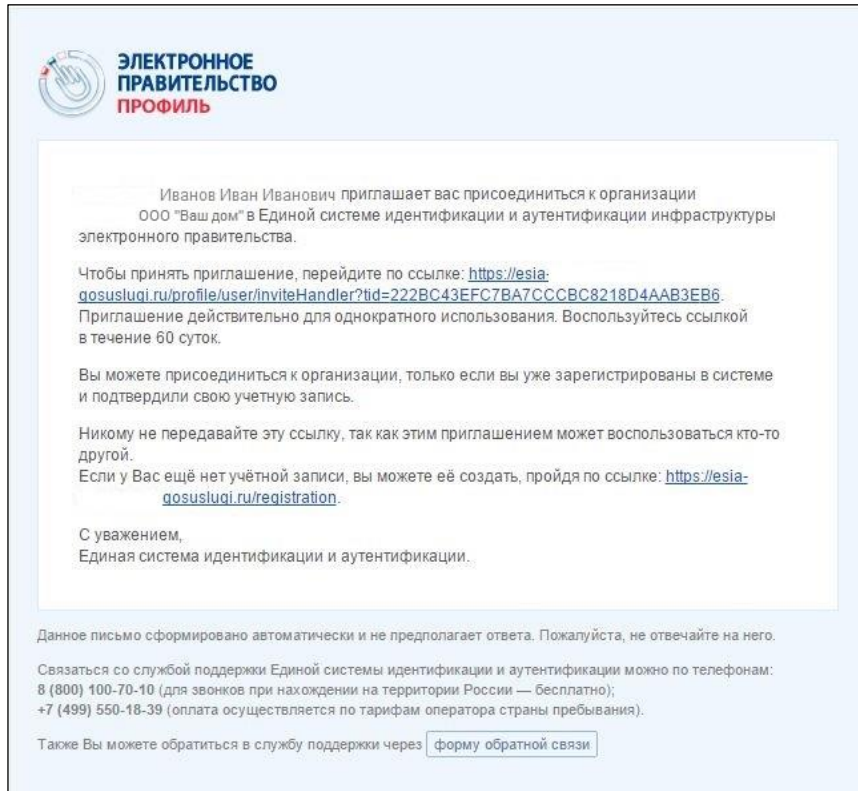 ЭЛЕКТРОННОЕ
ПРАВИТЕЛЬСТВО
ПРОФИЛЬ
Иванов Иван Иванович приглашает вас присоединиться к организации
ООО "Ваш дом" в Единой системе идентификации и аутентификации инфраструктуры
электронного правительства.
Чтобы принять приглашение, перейдите по ссылке: https://esia-
gosuslugi.ru/profile/user/inviteHandler?tid=222BC43EFC7BA7CCCBC8218D4AAB3EB6.
Приглашение действительно для однократного использования. Воспользуйтесь ссылкой
в течение 60 суток.
Вы можете присоединиться к организации, только если вы уже зарегистрированы в системе
и подтвердили свою учетную запись.
Никому не передавайте эту ссылку, так как этим приглашением может воспользоваться кто-то
другой.
Если у Вас ещё нет учётной записи, вы можете её создать, пройдя по ссылке: https://esia-
gosuslugi.ru/registration.
С уважением,
Единая система идентификации и аутентификации.
Данное письмо сформировано автоматически и не предполагает ответа. Пожалуйста, не отвечайте на него.
Связаться со службой поддержки Единой системы идентификации и аутентификации можно по телефонам:
8 (800) 100-70-10 (для звонков при нахождении на территории России — бесплатно);
+7 (499) 550-18-39 (оплата осуществляется по тарифам оператора страны пребывания).
Также Вы можете обратиться в службу поддержки через форму обратной связи